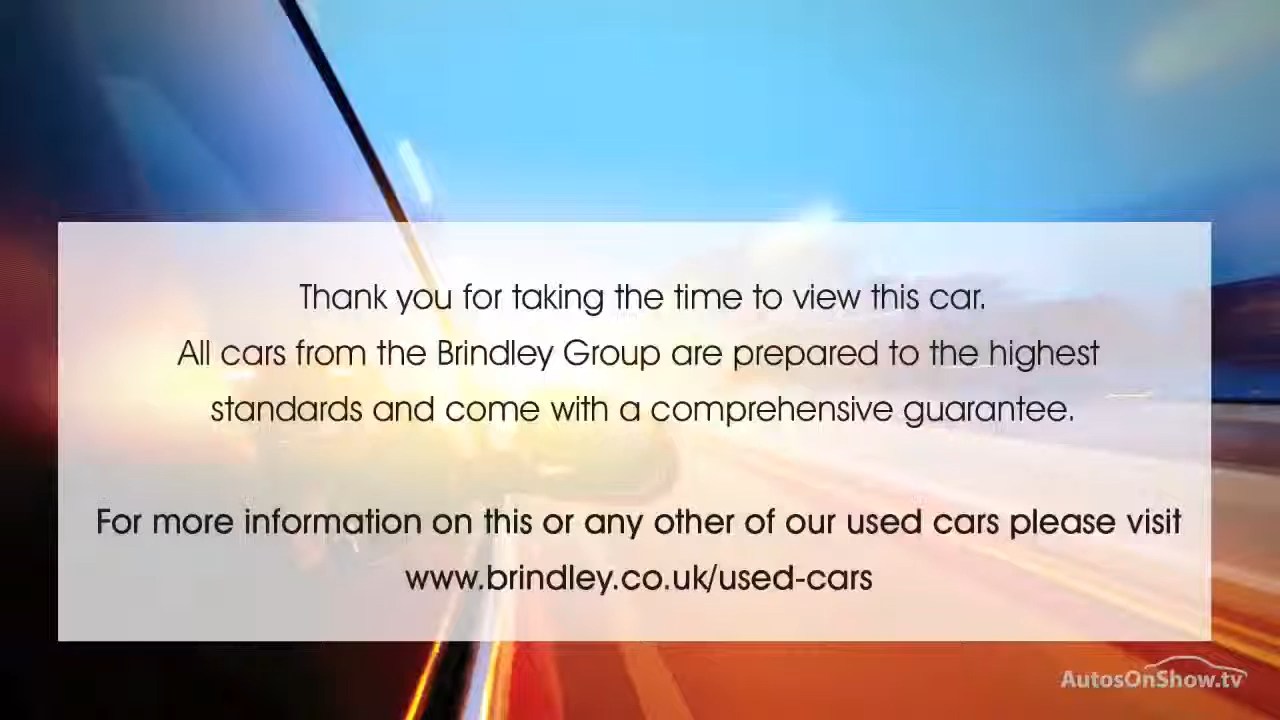 Thank you for taking the time to view this car.
All cars from the Brindley Group are prepared to the highest
standards and come with a comprehensive guarantee.
For more information on this or any other of our used cars please visit
www.brindley.co.uk/used-cars
AutosOnShow.tv